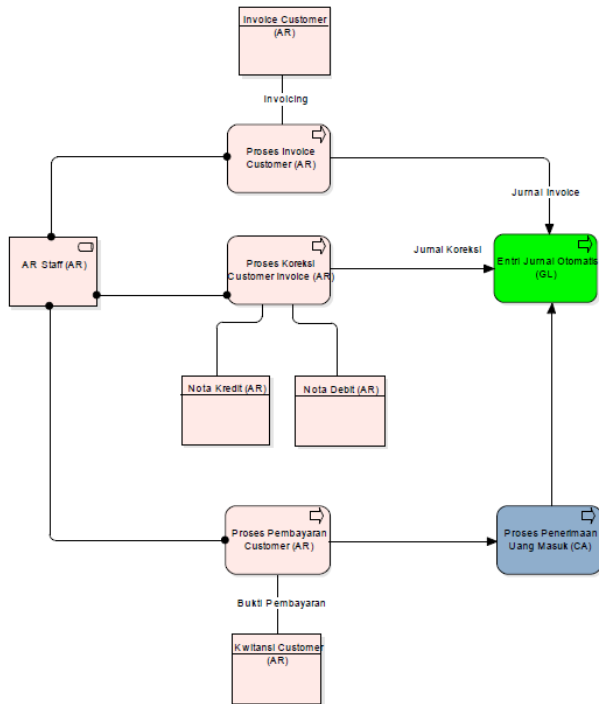 Invoice Customer
(AR)
Invoicing
Proses Invoice
Customer (AR)
Jurnal Invoice
AR Staff (AR)
Proses Koreksi
Customer Invoice (AR)
Jurnal Koreksi
Entri Jurnal Otomatis
(GL)
Nota Kredit (AR)
Nota Debit (AR)
Proses Pembayaran
Customer (AR)
Proses Penerimaan
Uang Masuk (CA)
Bukti Pembayaran
Kwitansi Customer
(AR)